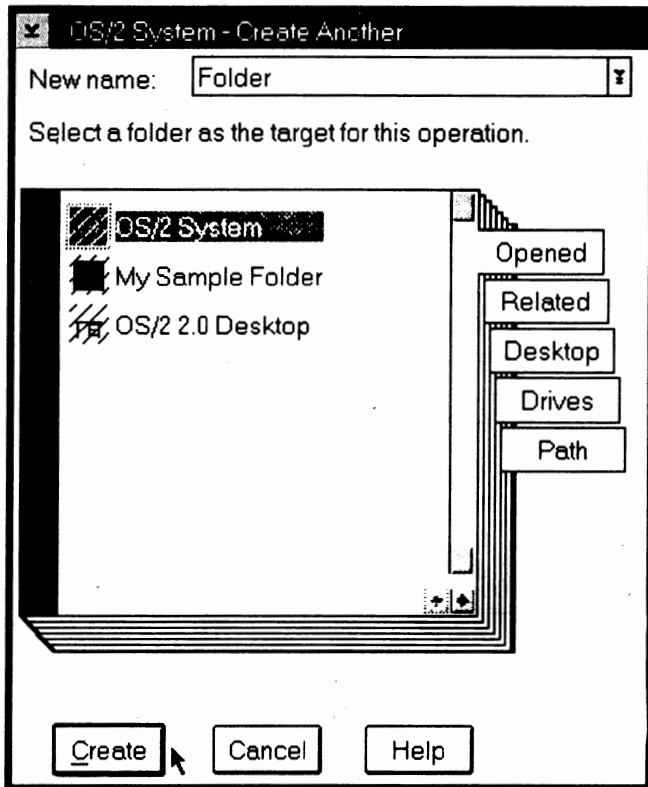 OS/2 System - Create Another
New name: Folder
Select a folder as the target for this operation.
OS/2 System
My Sample Folder
OS/2 2.0 Desktop
Opened
Related
Desktop
Drives
Path
Create Cancel Help